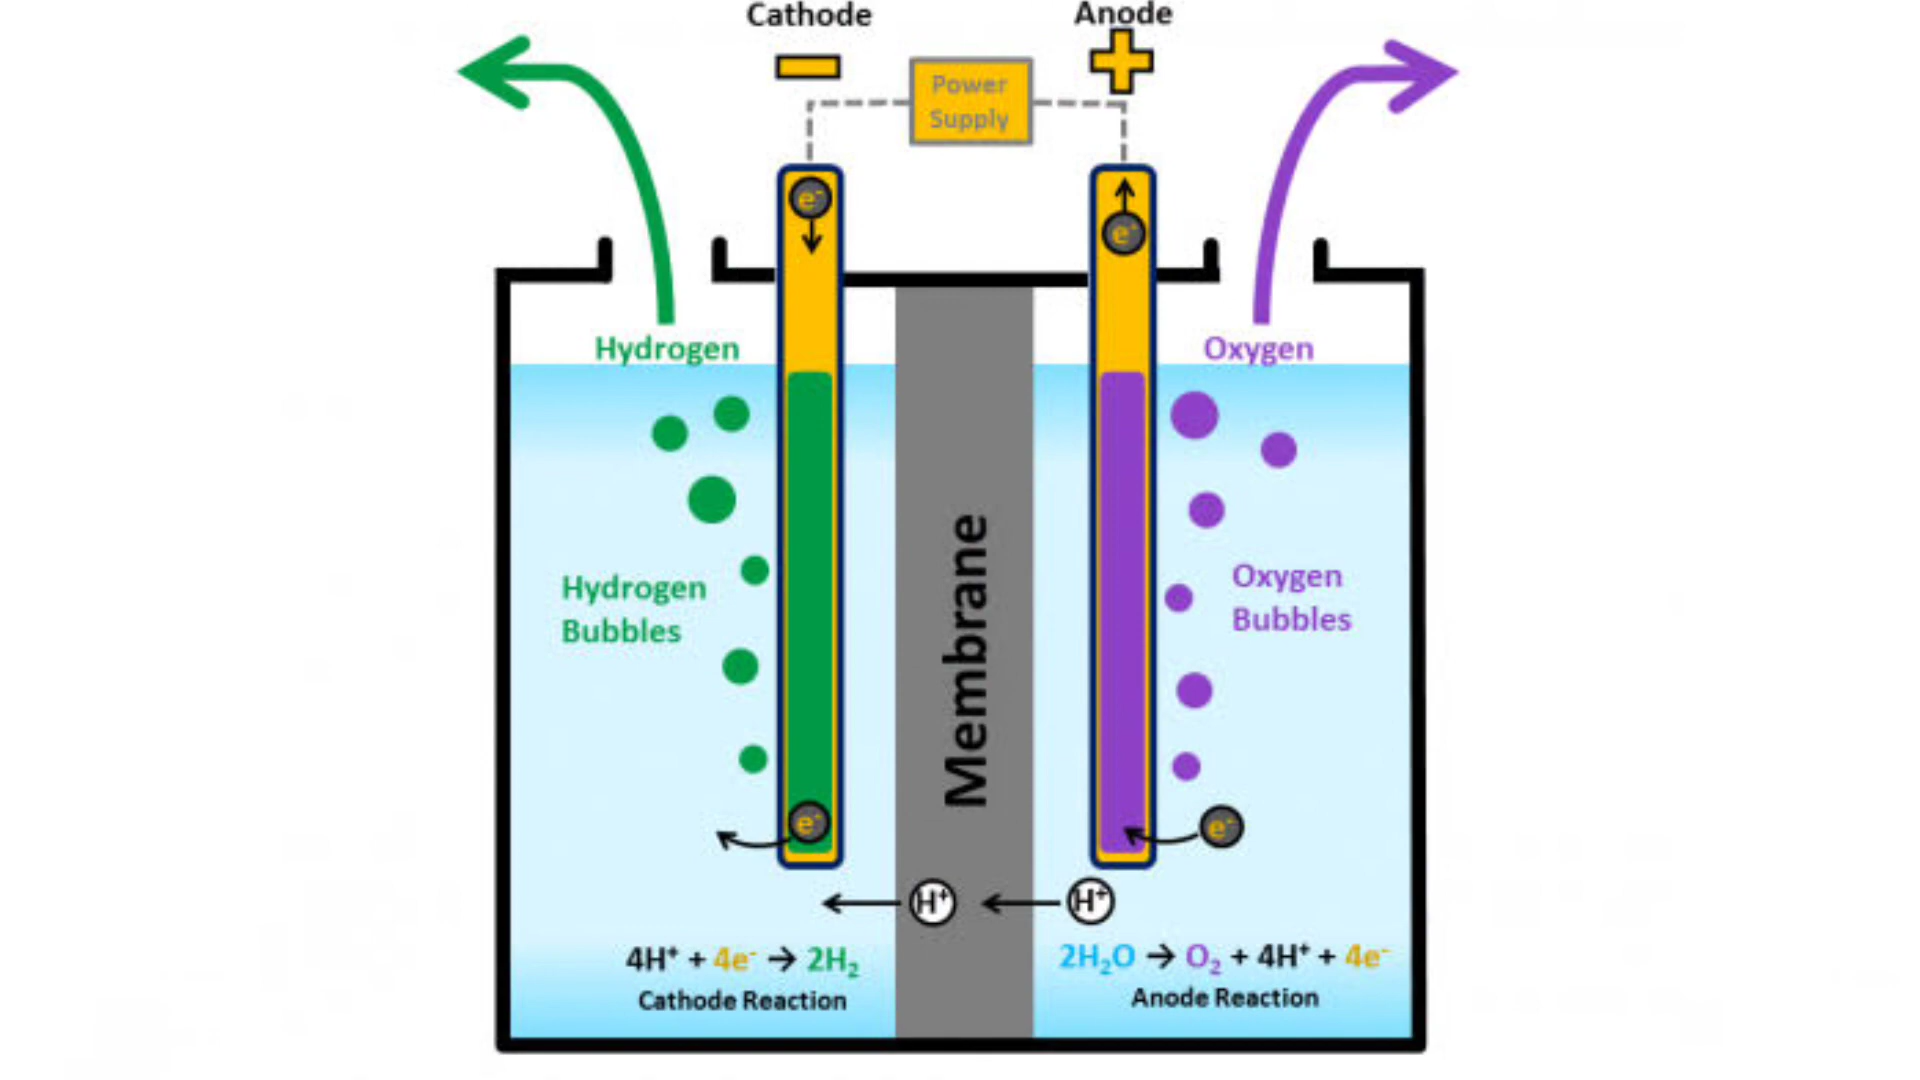 Cathode
Anode
Power
Supply
e⁻
e⁻
Hydrogen
Oxygen
Membrane
Hydrogen
Bubbles
Oxygen
Bubbles
e⁻
e⁻
H⁺
H⁺
4H⁺ + 4e⁻ → 2H₂
Cathode Reaction
2H₂O → O₂ + 4H⁺ + 4e⁻
Anode Reaction